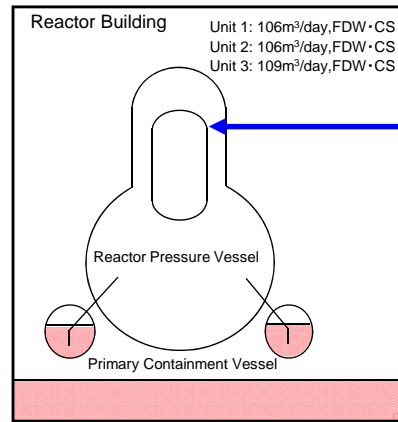 Reactor Building
Unit 1: 106m³/day,FDW・CS
Unit 2: 106m³/day,FDW・CS
Unit 3: 109m³/day,FDW・CS
Reactor Pressure Vessel
Primary Containment Vessel